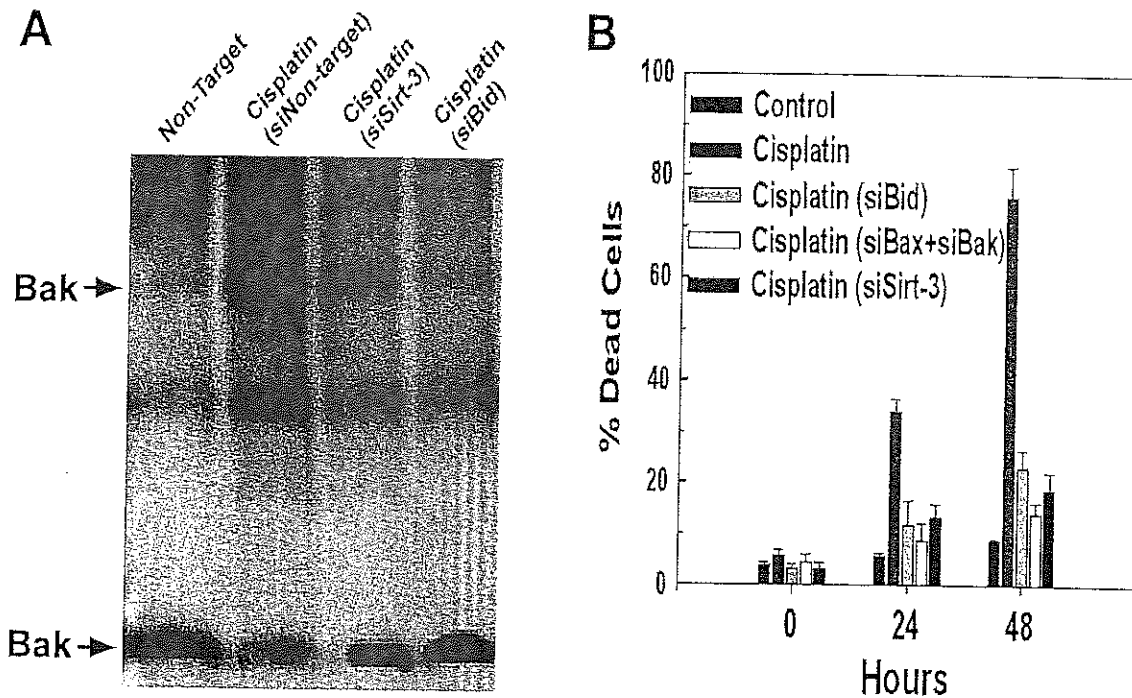 A
Non-Target
Cisplatin
(siNon-target)
Cisplatin
(siSirt-3)
Cisplatin
(siBid)
Bak
Bak
B
100
80
60
40
20
0
% Dead Cells
Control
Cisplatin
Cisplatin (siBid)
Cisplatin (siBax+siBak)
Cisplatin (siSirt-3)
0
24
48
Hours